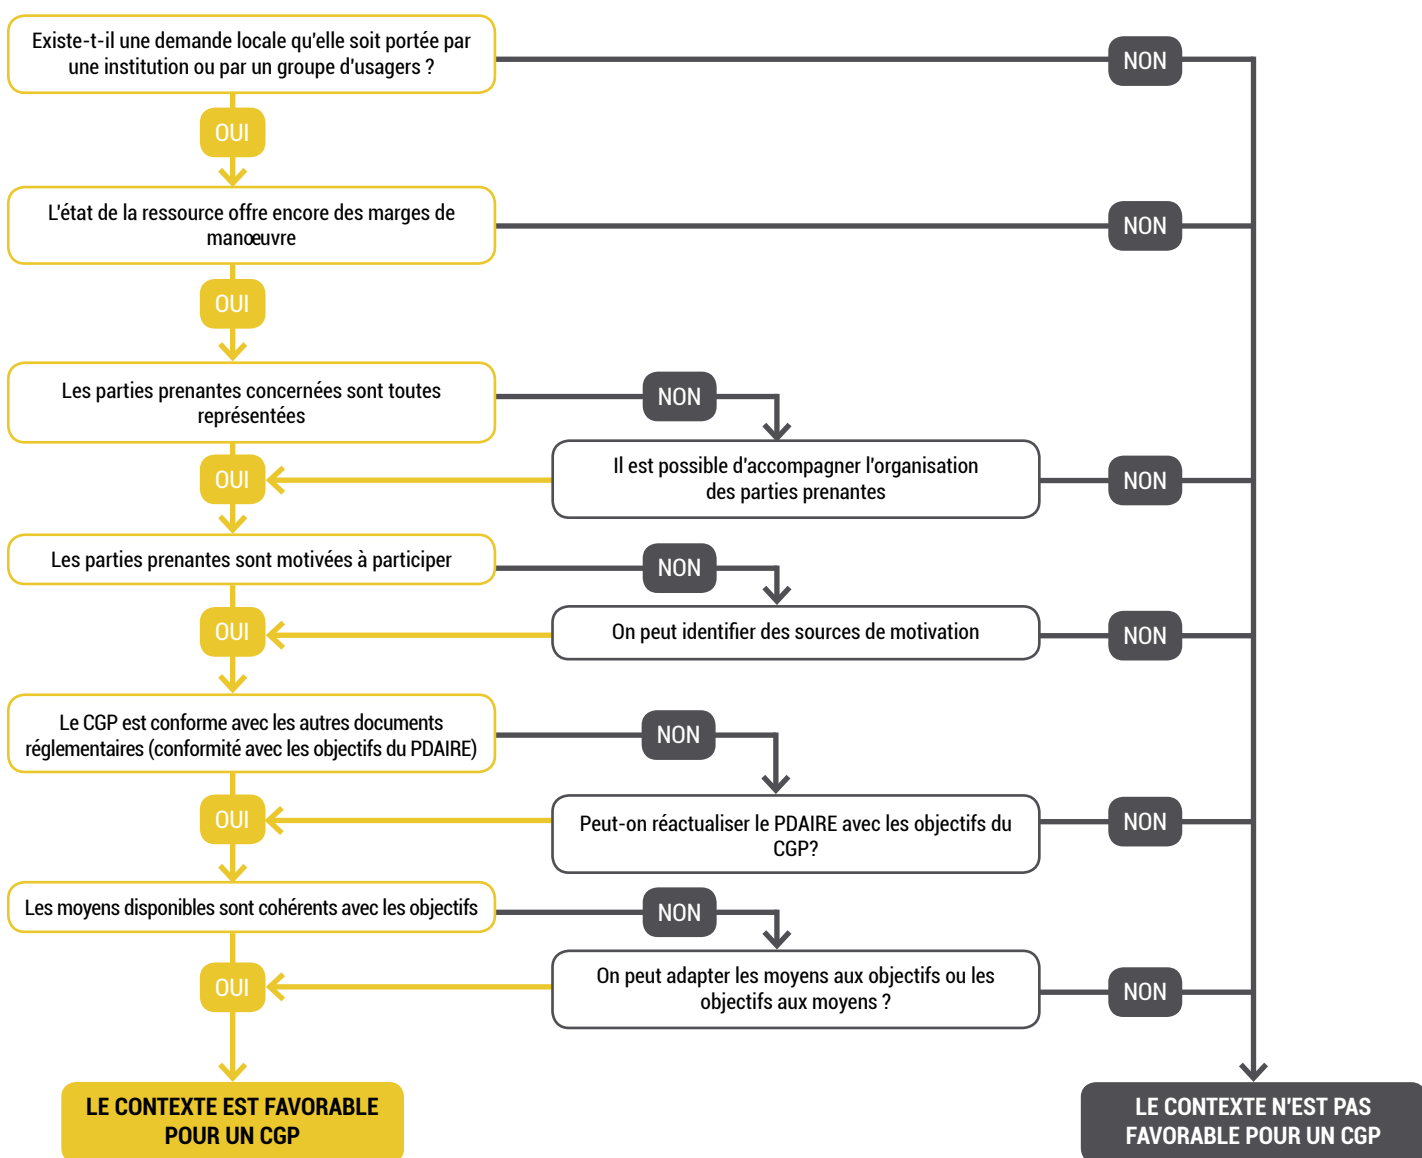 Existe-t-il une demande locale qu'elle soit portée par
une institution ou par un groupe d'usagers ?
NON
OUI
L'état de la ressource offre encore des marges de
manœuvre
NON
OUI
Les parties prenantes concernées sont toutes
représentées
NON
Il est possible d'accompagner l'organisation
des parties prenantes
OUI
NON
Les parties prenantes sont motivées à participer
NON
OUI
On peut identifier des sources de motivation
NON
Le CGP est conforme avec les autres documents
réglementaires (conformité avec les objectifs du PDAIRE)
NON
OUI
Peut-on réactualiser le PDAIRE avec les objectifs du
CGP?
NON
Les moyens disponibles sont cohérents avec les objectifs
NON
OUI
On peut adapter les moyens aux objectifs ou les
objectifs aux moyens ?
NON
LE CONTEXTE EST FAVORABLE
POUR UN CGP
LE CONTEXTE N'EST PAS
FAVORABLE POUR UN CGP